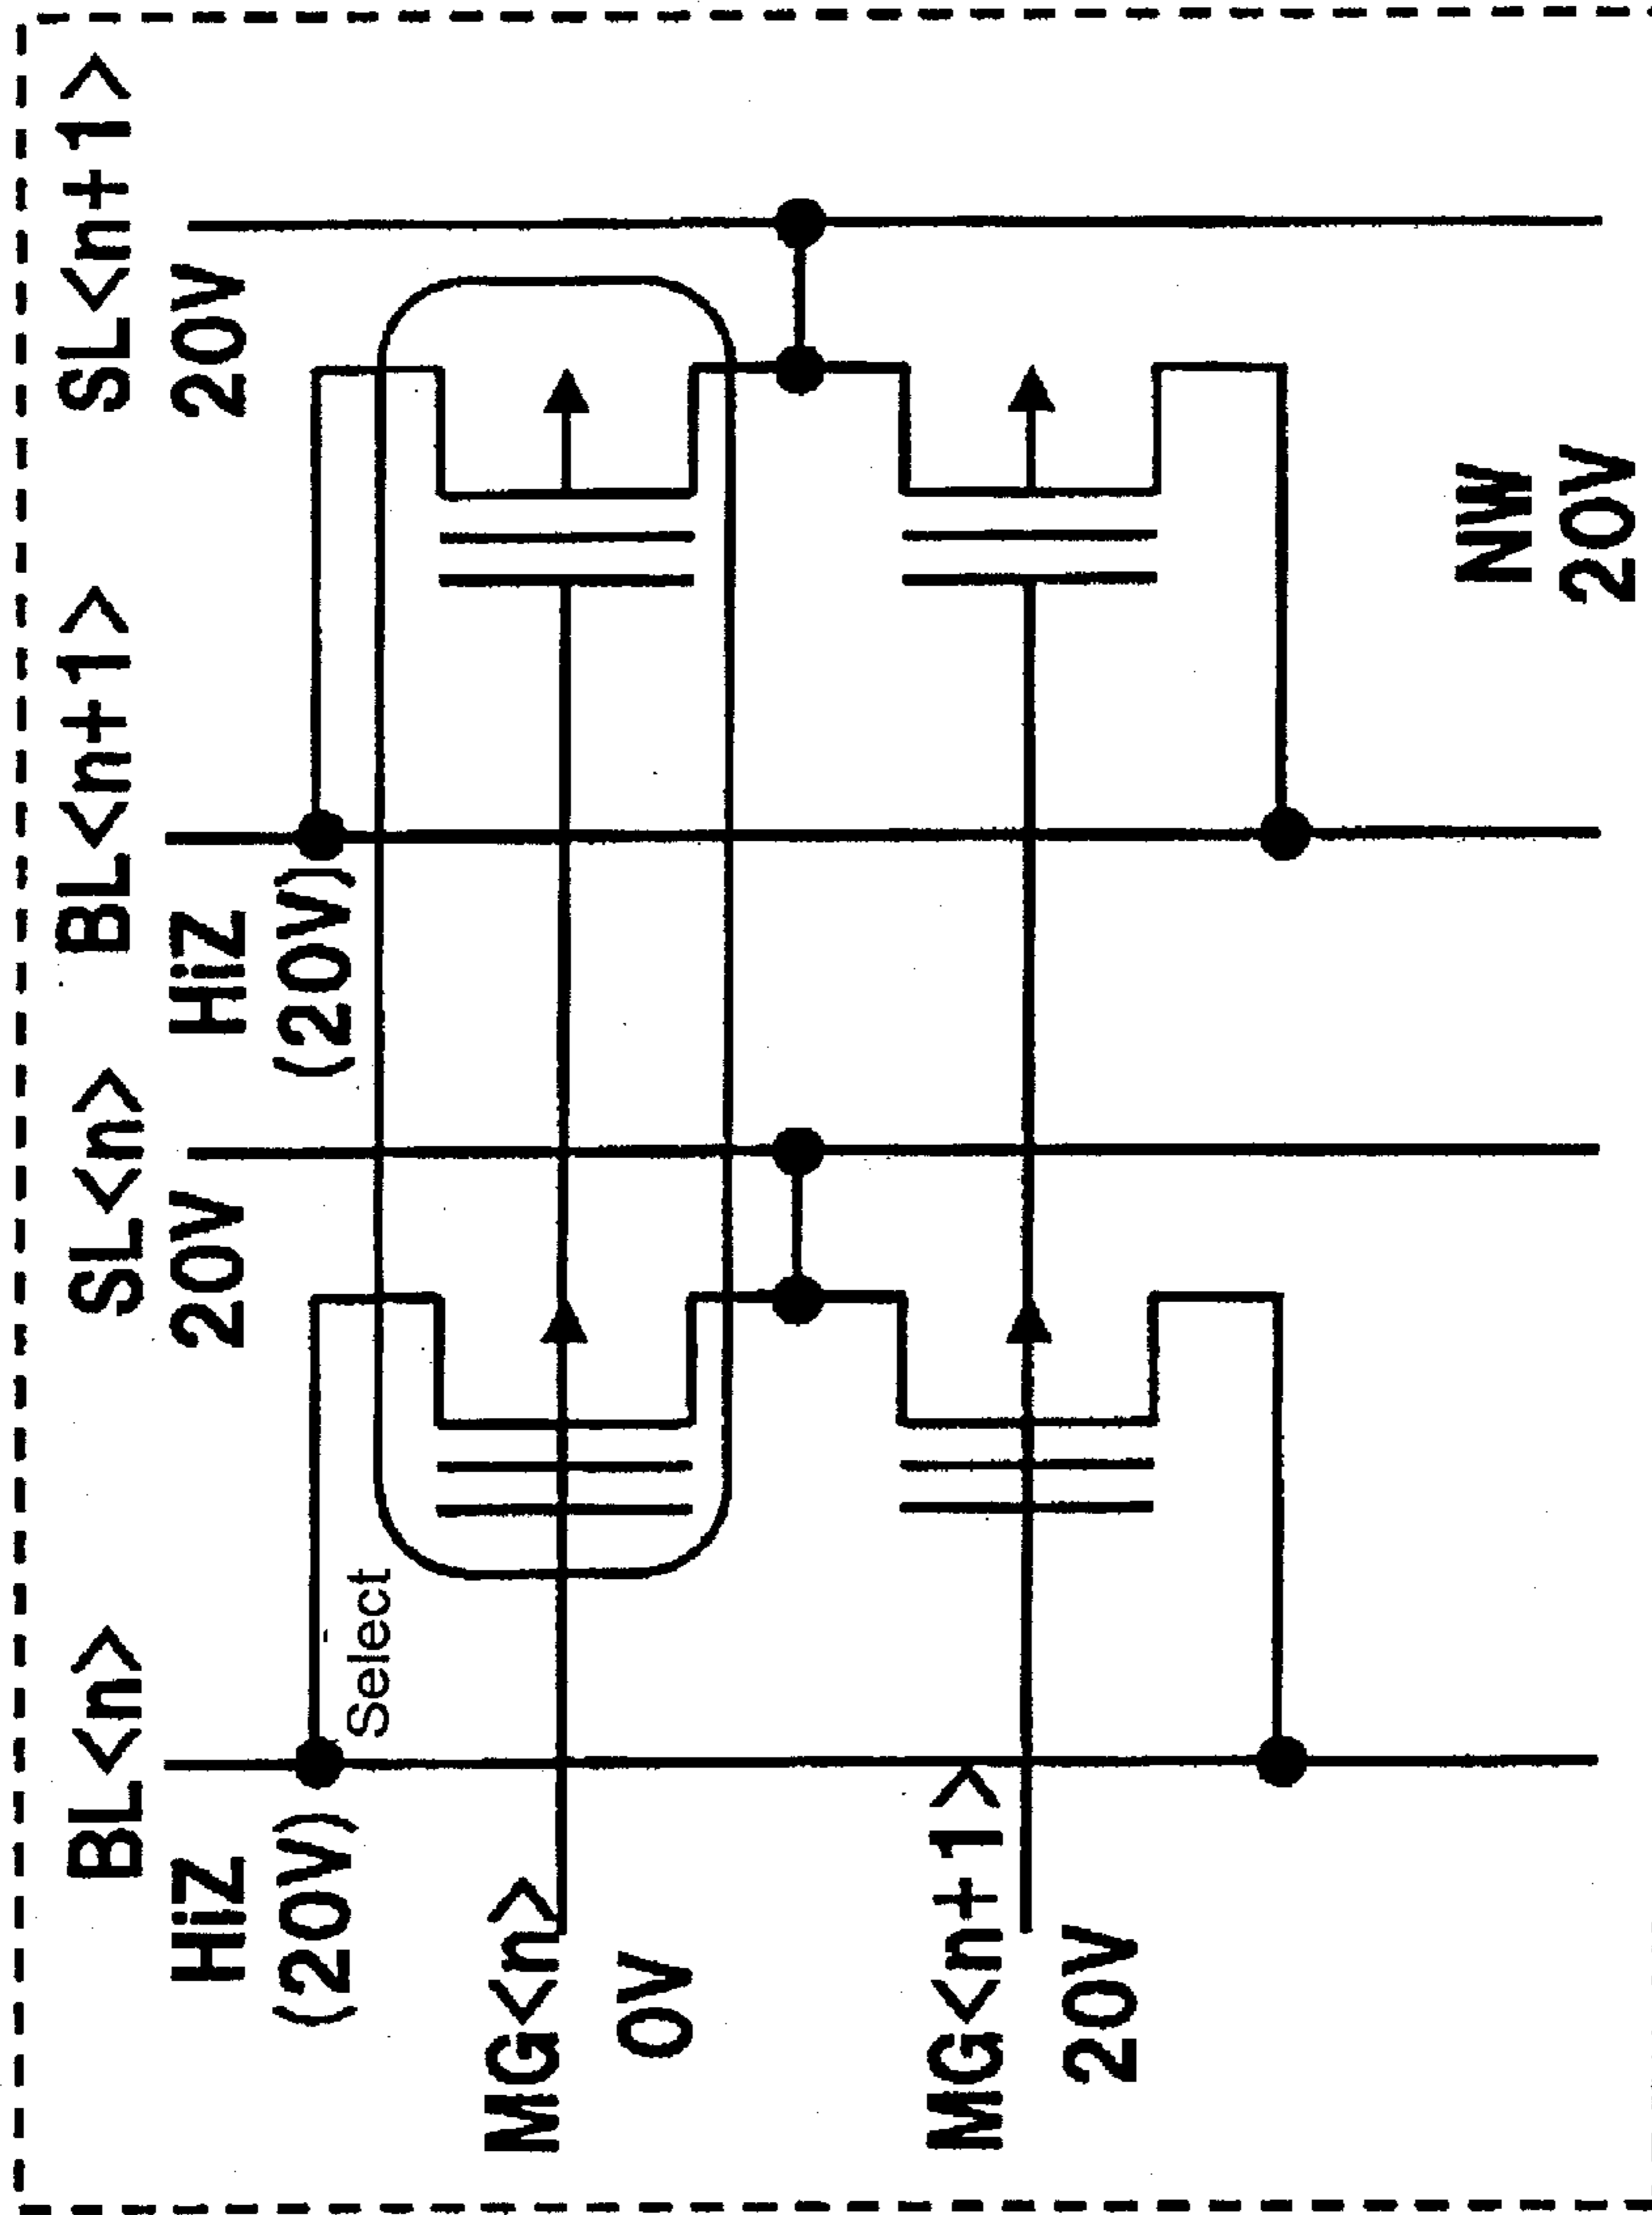 BL<n>
SL<n>
BL<n+1>
SL<n+1>
HiZ
20V
HiZ
20V
(20V)
(20V)
Select
MG<n>
0V
MG<n+1>
20V
NW
20V